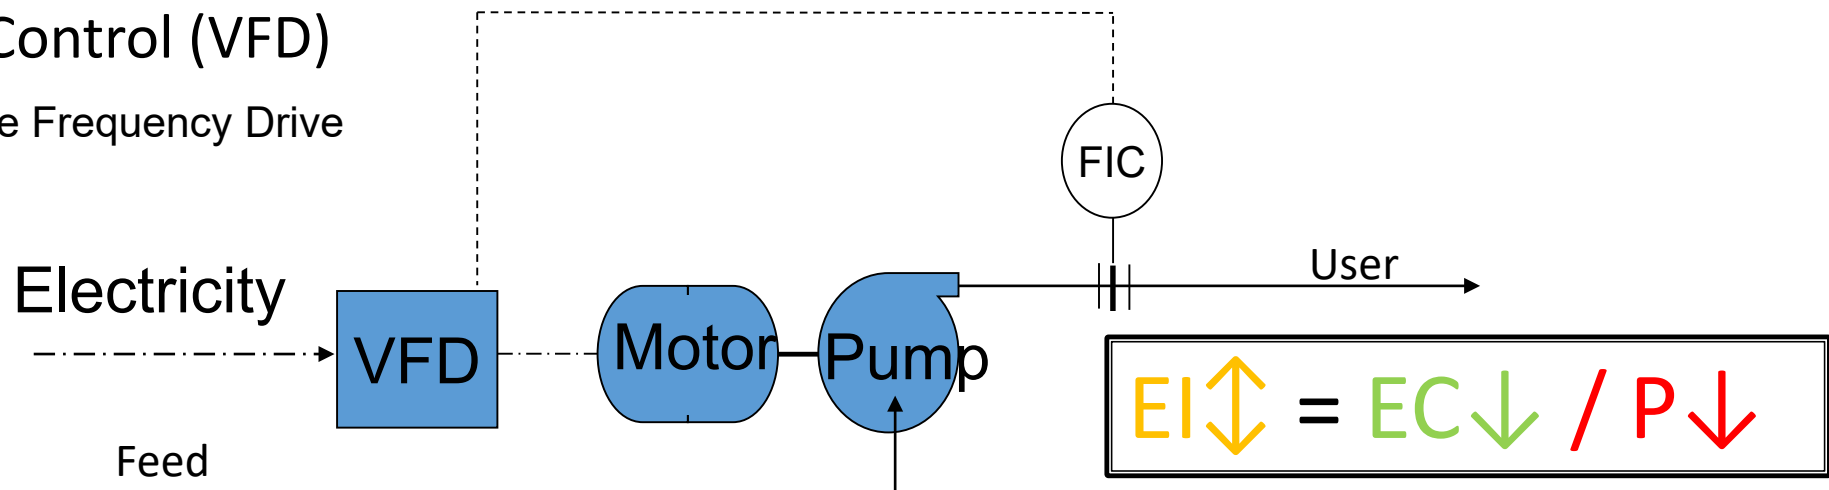 Control (VFD)
e Frequency Drive
FIC
User
Electricity
VFD
Motor
Pump
EI↕ = EC↓ / P↓
Feed